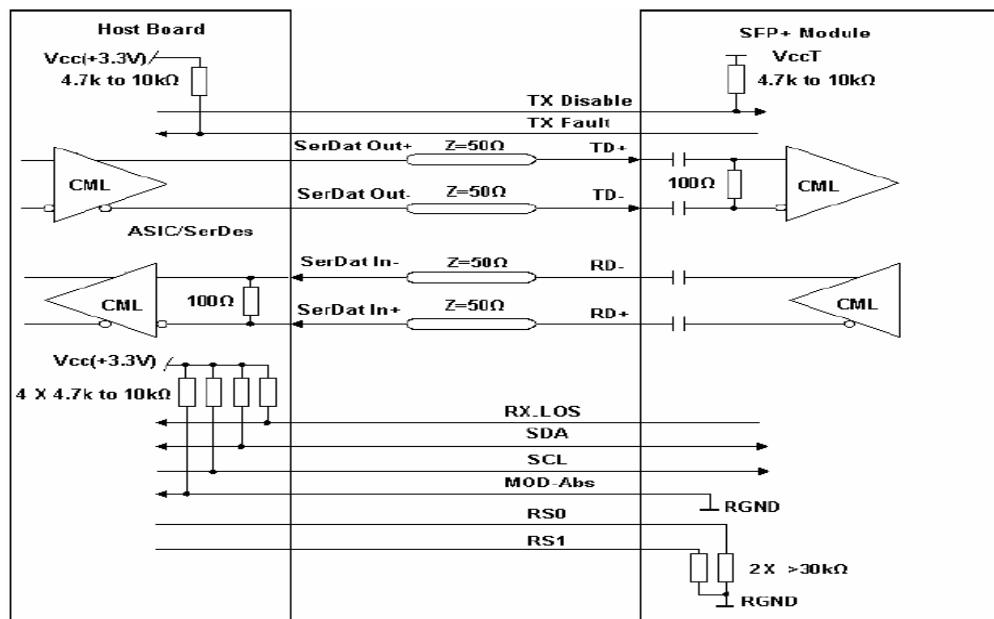 Host Board
SFP+ Module
Vcc(+3.3V)
4.7k to 10kΩ
VccT
4.7k to 10kΩ
TX Disable
TX Fault
SerDat Out+
Z=50Ω
TD+
CML
100Ω
CML
SerDat Out-
Z=50Ω
TD-
ASIC/SerDes
SerDat In-
Z=50Ω
RD-
CML
100Ω
CML
SerDat In+
Z=50Ω
RD+
Vcc(+3.3V)
4 X 4.7k to 10kΩ
RX-LOS
SDA
SCL
MOD-Abs
RGND
RS0
RS1
2X >30kΩ
RGND